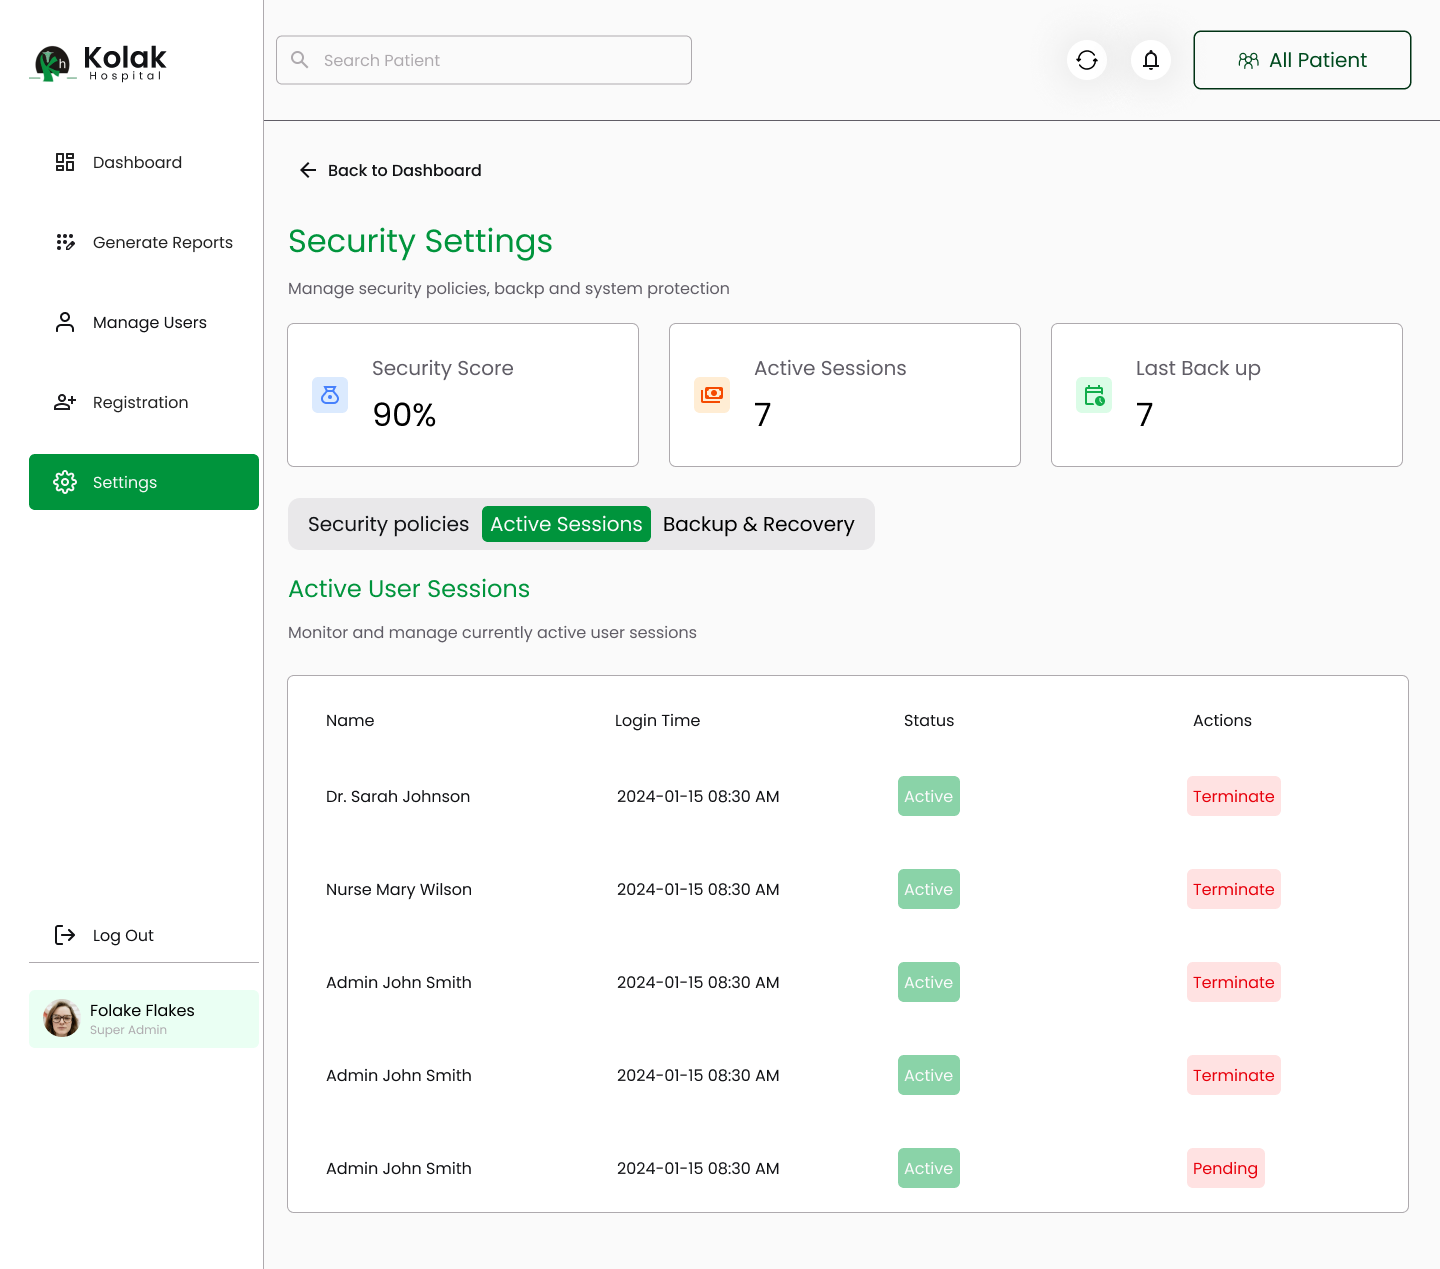 Kolak
Hospital
Search Patient
All Patient
Dashboard
Generate Reports
Manage Users
Registration
Settings
Log Out
Folake Flakes
Super Admin
Back to Dashboard
Security Settings
Manage security policies, backp and system protection
Security Score
90%
Active Sessions
7
Last Back up
7
Security policies Active Sessions Backup & Recovery
Active User Sessions
Monitor and manage currently active user sessions
Name Login Time Status Actions
Dr. Sarah Johnson 2024-01-15 08:30 AM Active Terminate
Nurse Mary Wilson 2024-01-15 08:30 AM Active Terminate
Admin John Smith 2024-01-15 08:30 AM Active Terminate
Admin John Smith 2024-01-15 08:30 AM Active Terminate
Admin John Smith 2024-01-15 08:30 AM Active Pending